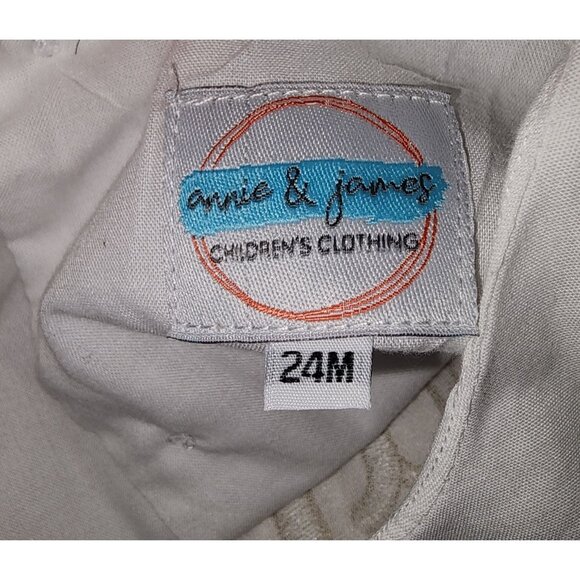 annie & james
CHILDREN'S CLOTHING
24M